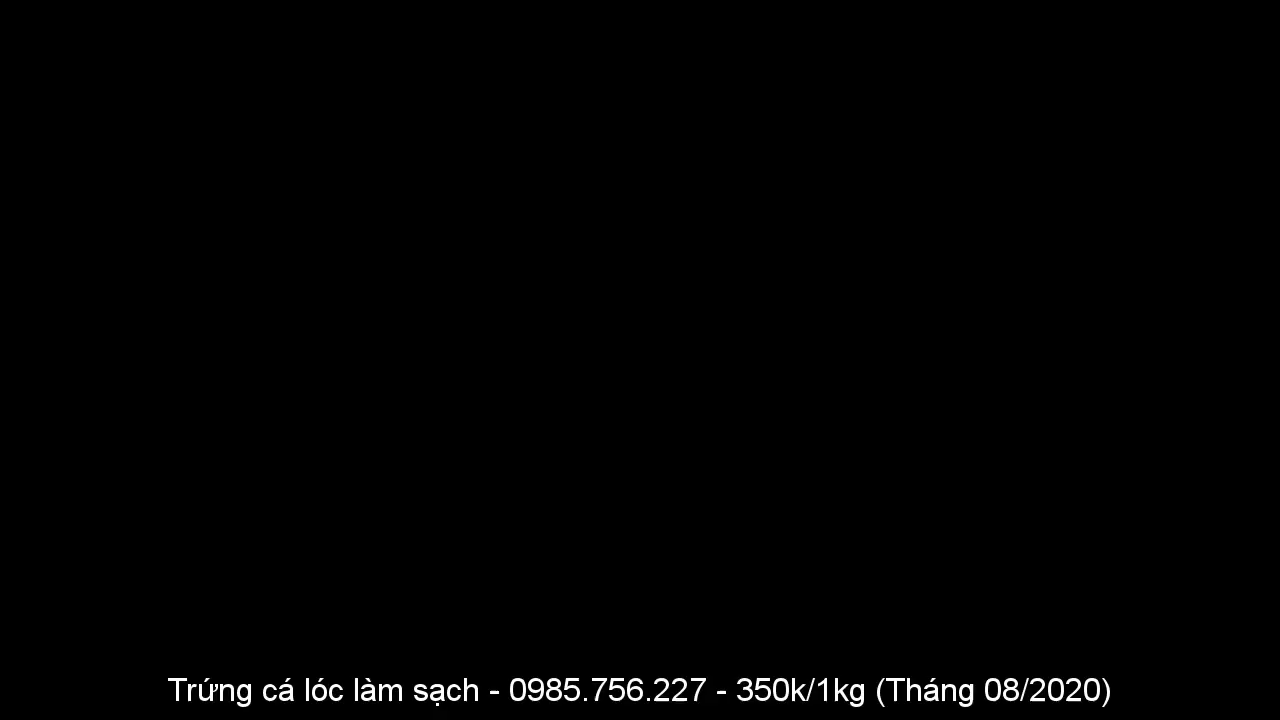 Trứng cá lóc làm sạch - 0985.756.227 - 350k/1kg (Tháng 08/2020)